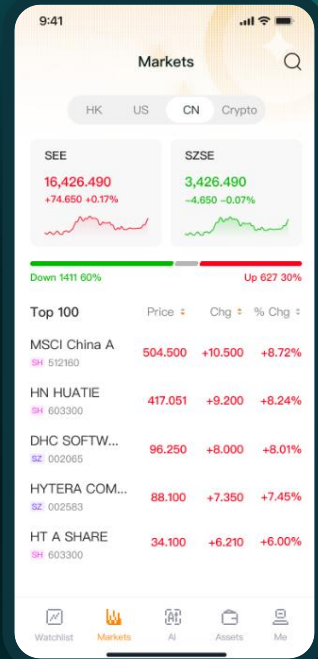 9:41
Markets
HK US CN Crypto
SEE SZSE
16,426.490 3,426.490
+74.650 +0.17% -4.650 -0.07%
Down 1411 60% Up 627 30%
Top 100 Price Chg % Chg
MSCI China A
504.500 +10.500 +8.72%
SH 512160
HN HUATIE
417.051 +9.200 +8.24%
SH 603300
DHC SOFTW...
96.250 +8.000 +8.01%
SZ 002065
HYTERA COM...
88.100 +7.350 +7.45%
SZ 002583
HT A SHARE
34.100 +6.210 +6.00%
SH 603300
AI
Watchlist Markets AI Assets Me